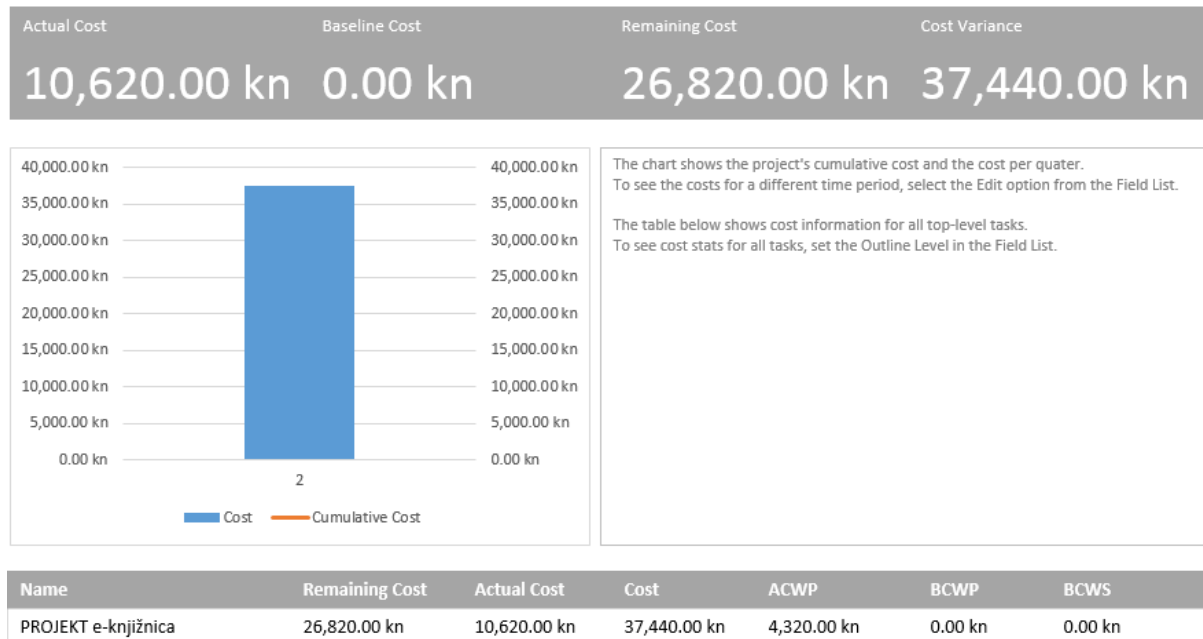 Actual Cost Baseline Cost Remaining Cost Cost Variance
10,620.00 kn 0.00 kn 26,820.00 kn 37,440.00 kn
40,000.00 kn 40,000.00 kn
35,000.00 kn 35,000.00 kn
30,000.00 kn 30,000.00 kn
25,000.00 kn 25,000.00 kn
20,000.00 kn 20,000.00 kn
15,000.00 kn 15,000.00 kn
10,000.00 kn 10,000.00 kn
5,000.00 kn 5,000.00 kn
0.00 kn 0.00 kn
2
Cost Cumulative Cost
The chart shows the project's cumulative cost and the cost per quater.
To see the costs for a different time period, select the Edit option from the Field List.
The table below shows cost information for all top-level tasks.
To see cost stats for all tasks, set the Outline Level in the Field List.
Name Remaining Cost Actual Cost Cost ACWP BCWP BCWS
PROJEKT e-knjižnica 26,820.00 kn 10,620.00 kn 37,440.00 kn 4,320.00 kn 0.00 kn 0.00 kn